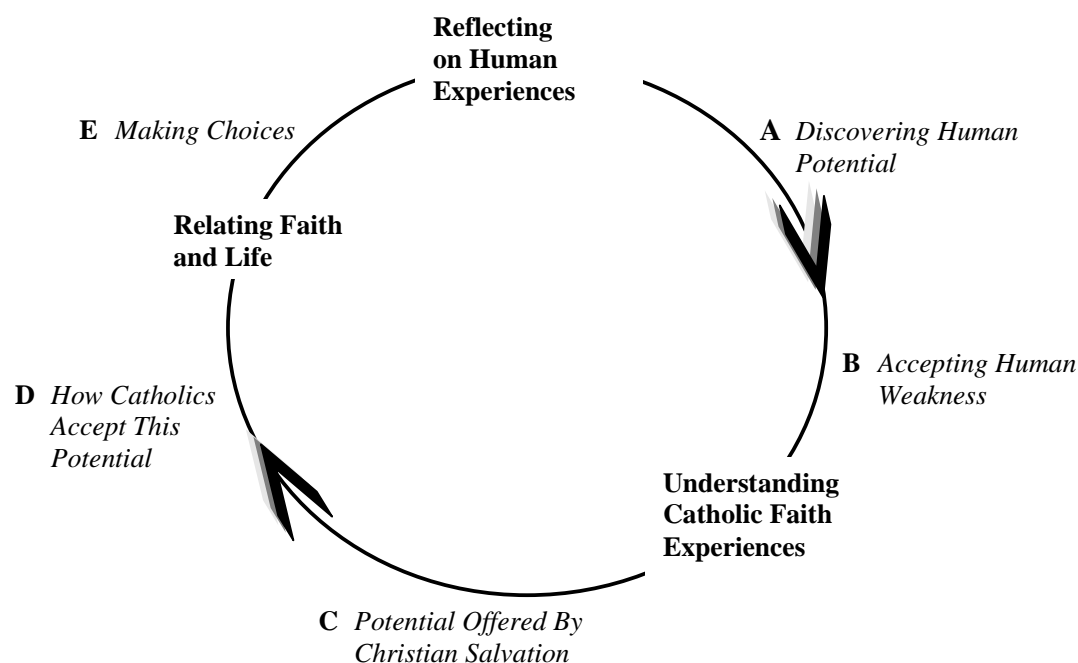 Reflecting
on Human
Experiences
A Discovering Human
Potential
B Accepting Human
Weakness
Understanding
Catholic Faith
Experiences
C Potential Offered By
Christian Salvation
D How Catholics
Accept This
Potential
Relating Faith
and Life
E Making Choices